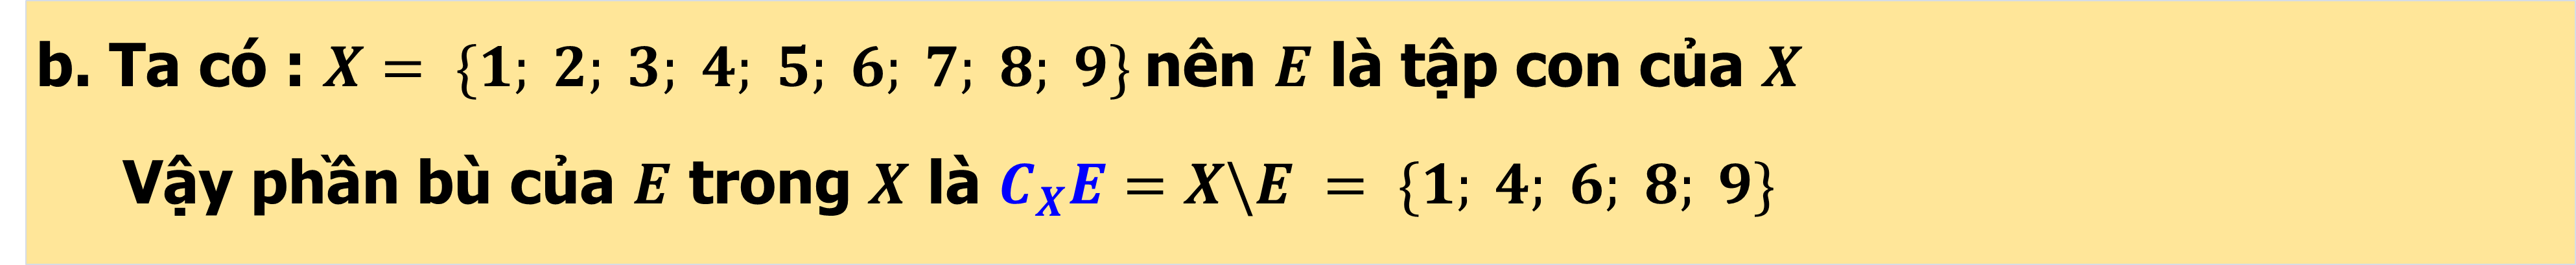 b. Ta có : X = {1; 2; 3; 4; 5; 6; 7; 8; 9} nên E là tập con của X
Vậy phần bù của E trong X là C_X E = X\E = {1; 4; 6; 8; 9}